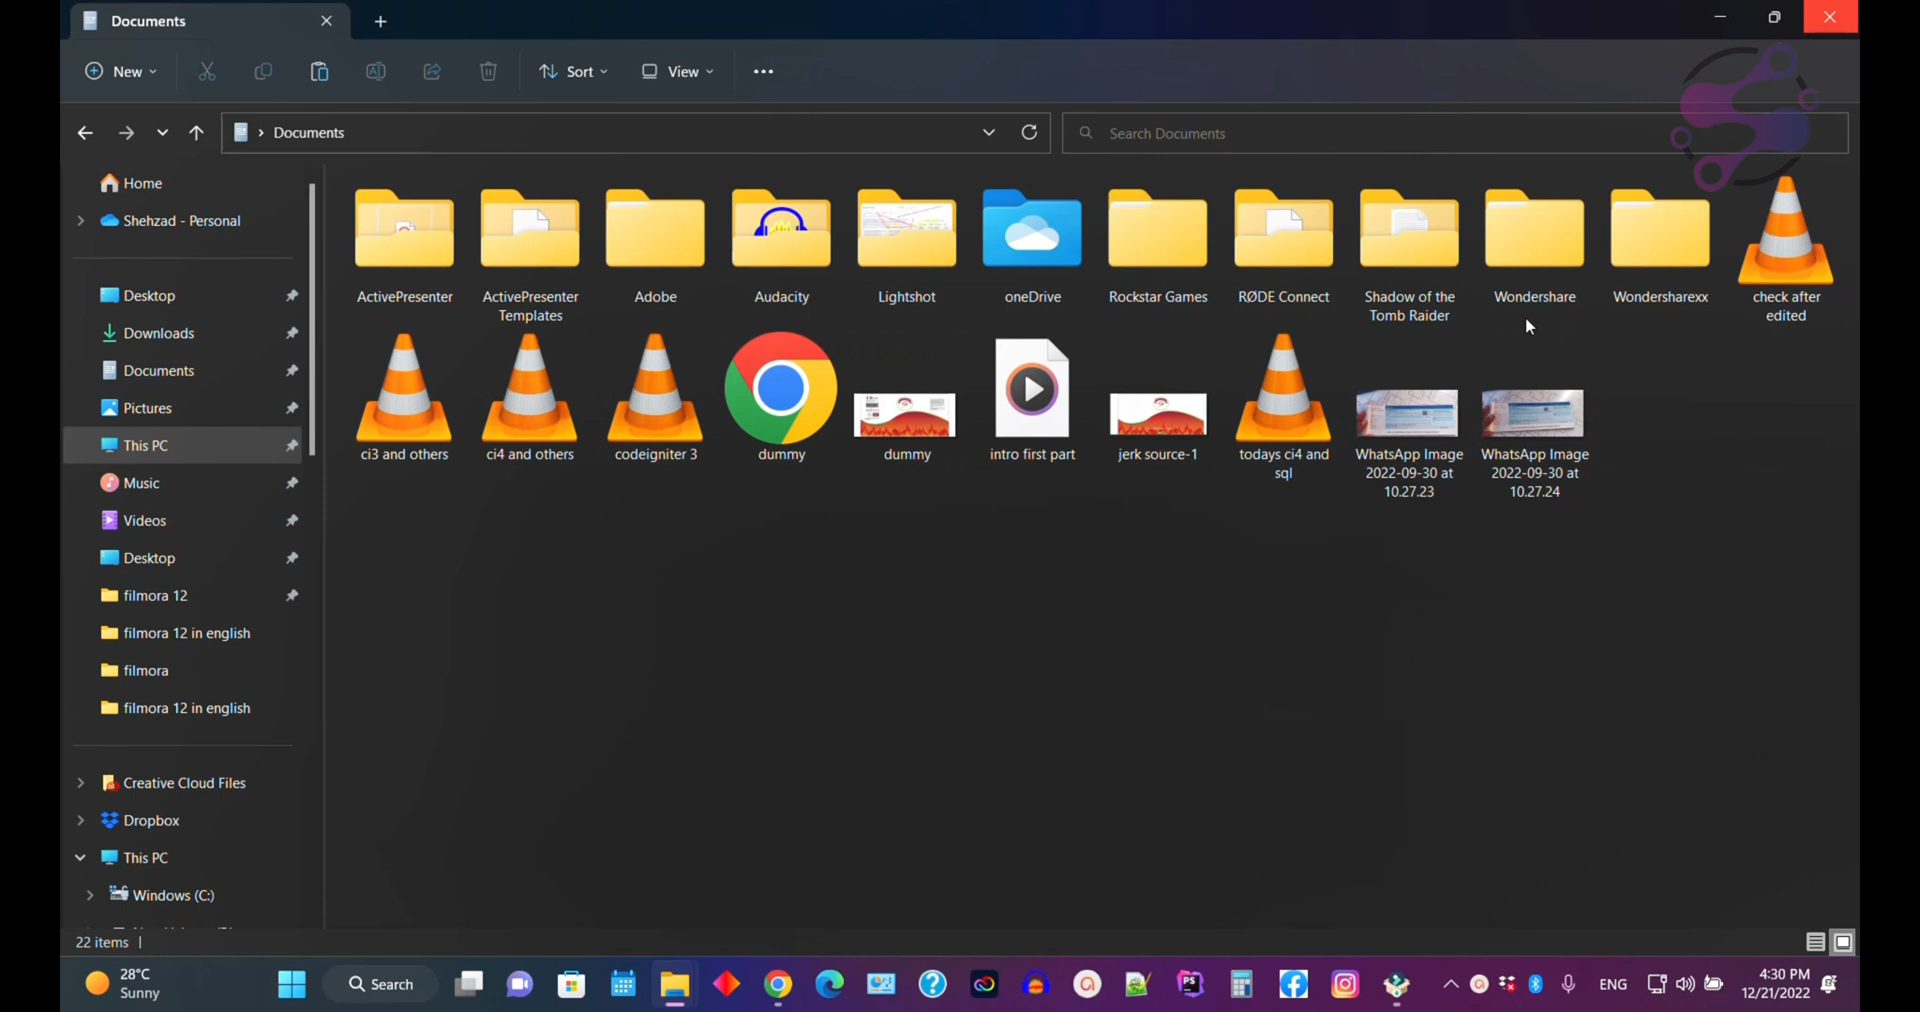 Documents
New
Sort
View
Documents
Search Documents
Home
Shehzad - Personal
Desktop
Downloads
Documents
Pictures
This PC
Music
Videos
Desktop
filmora 12
filmora 12 in english
filmora
filmora 12 in english
Creative Cloud Files
Dropbox
This PC
Windows (C:)
ActivePresenter
ActivePresenter
Templates
Adobe
Audacity
Lightshot
oneDrive
Rockstar Games
RØDE Connect
Shadow of the
Tomb Raider
Wondershare
Wondersharexx
check after
edited
ci3 and others
ci4 and others
codeigniter 3
dummy
dummy
intro first part
jerk source-1
todays ci4 and
sql
WhatsApp Image
2022-09-30 at
10.27.23
WhatsApp Image
2022-09-30 at
10.27.24
22 items
28°C
Sunny
Search
PS
ENG
4:30 PM
12/21/2022